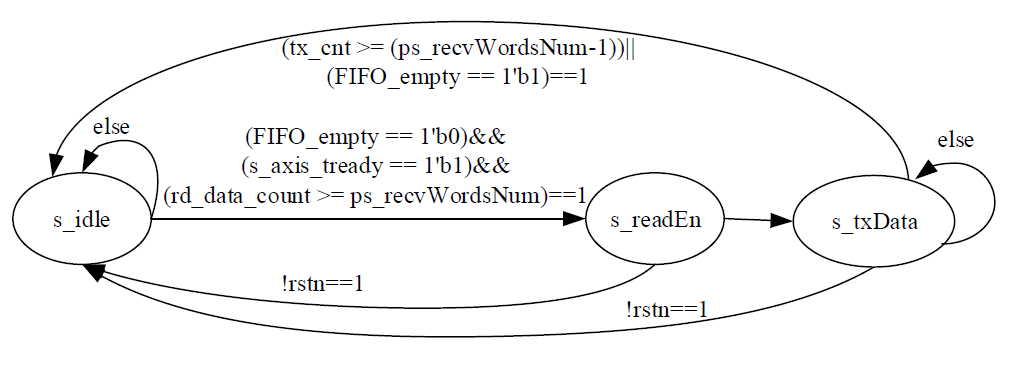 (tx_cnt >= (ps_recvWordsNum-1))||
(FIFO_empty == 1'b1)==1
else
(FIFO_empty == 1'b0)&&
(s_axis_tready == 1'b1)&&
(rd_data_count >= ps_recvWordsNum)==1
else
s_idle
s_readEn
s_txData
!rstn==1
!rstn==1